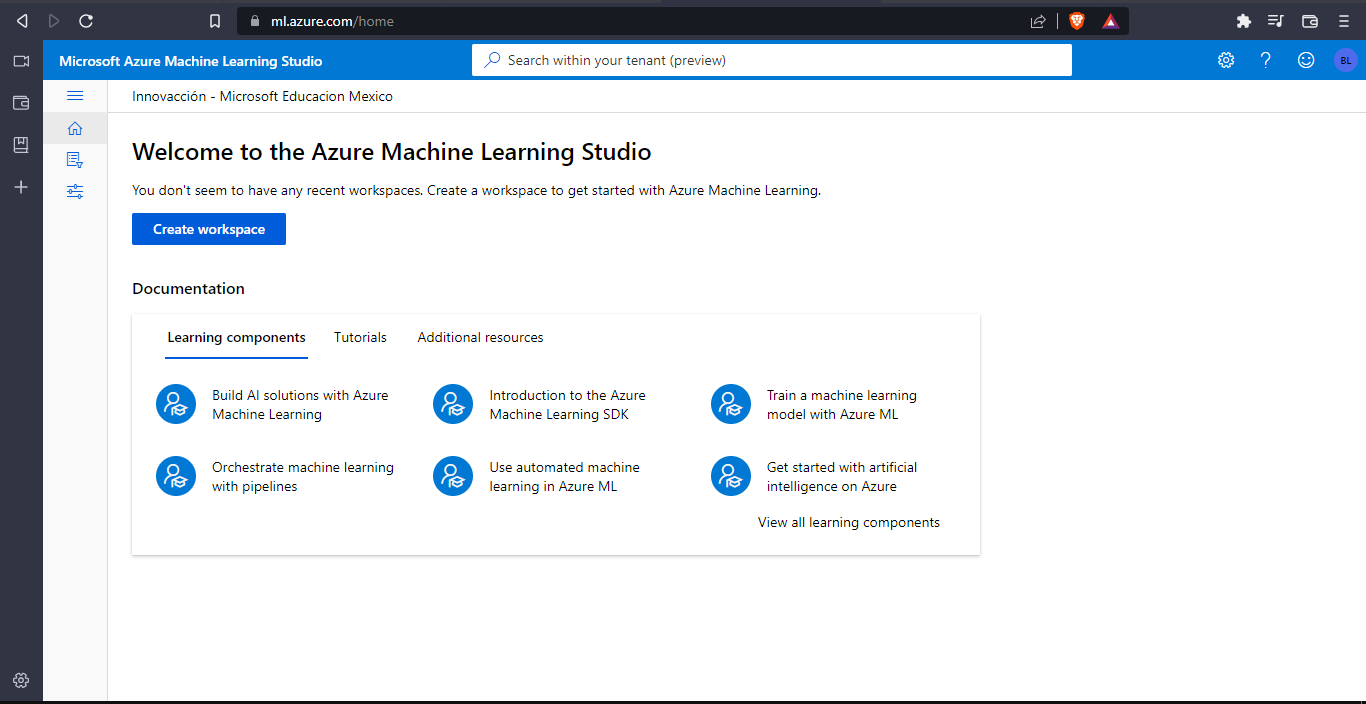 ml.azure.com/home
Microsoft Azure Machine Learning Studio
Search within your tenant (preview)
BL
Innovacción - Microsoft Educacion Mexico
Welcome to the Azure Machine Learning Studio
You don't seem to have any recent workspaces. Create a workspace to get started with Azure Machine Learning.
Create workspace
Documentation
Learning components
Tutorials
Additional resources
Build AI solutions with Azure
Machine Learning
Introduction to the Azure
Machine Learning SDK
Train a machine learning
model with Azure ML
Orchestrate machine learning
with pipelines
Use automated machine
learning in Azure ML
Get started with artificial
intelligence on Azure
View all learning components